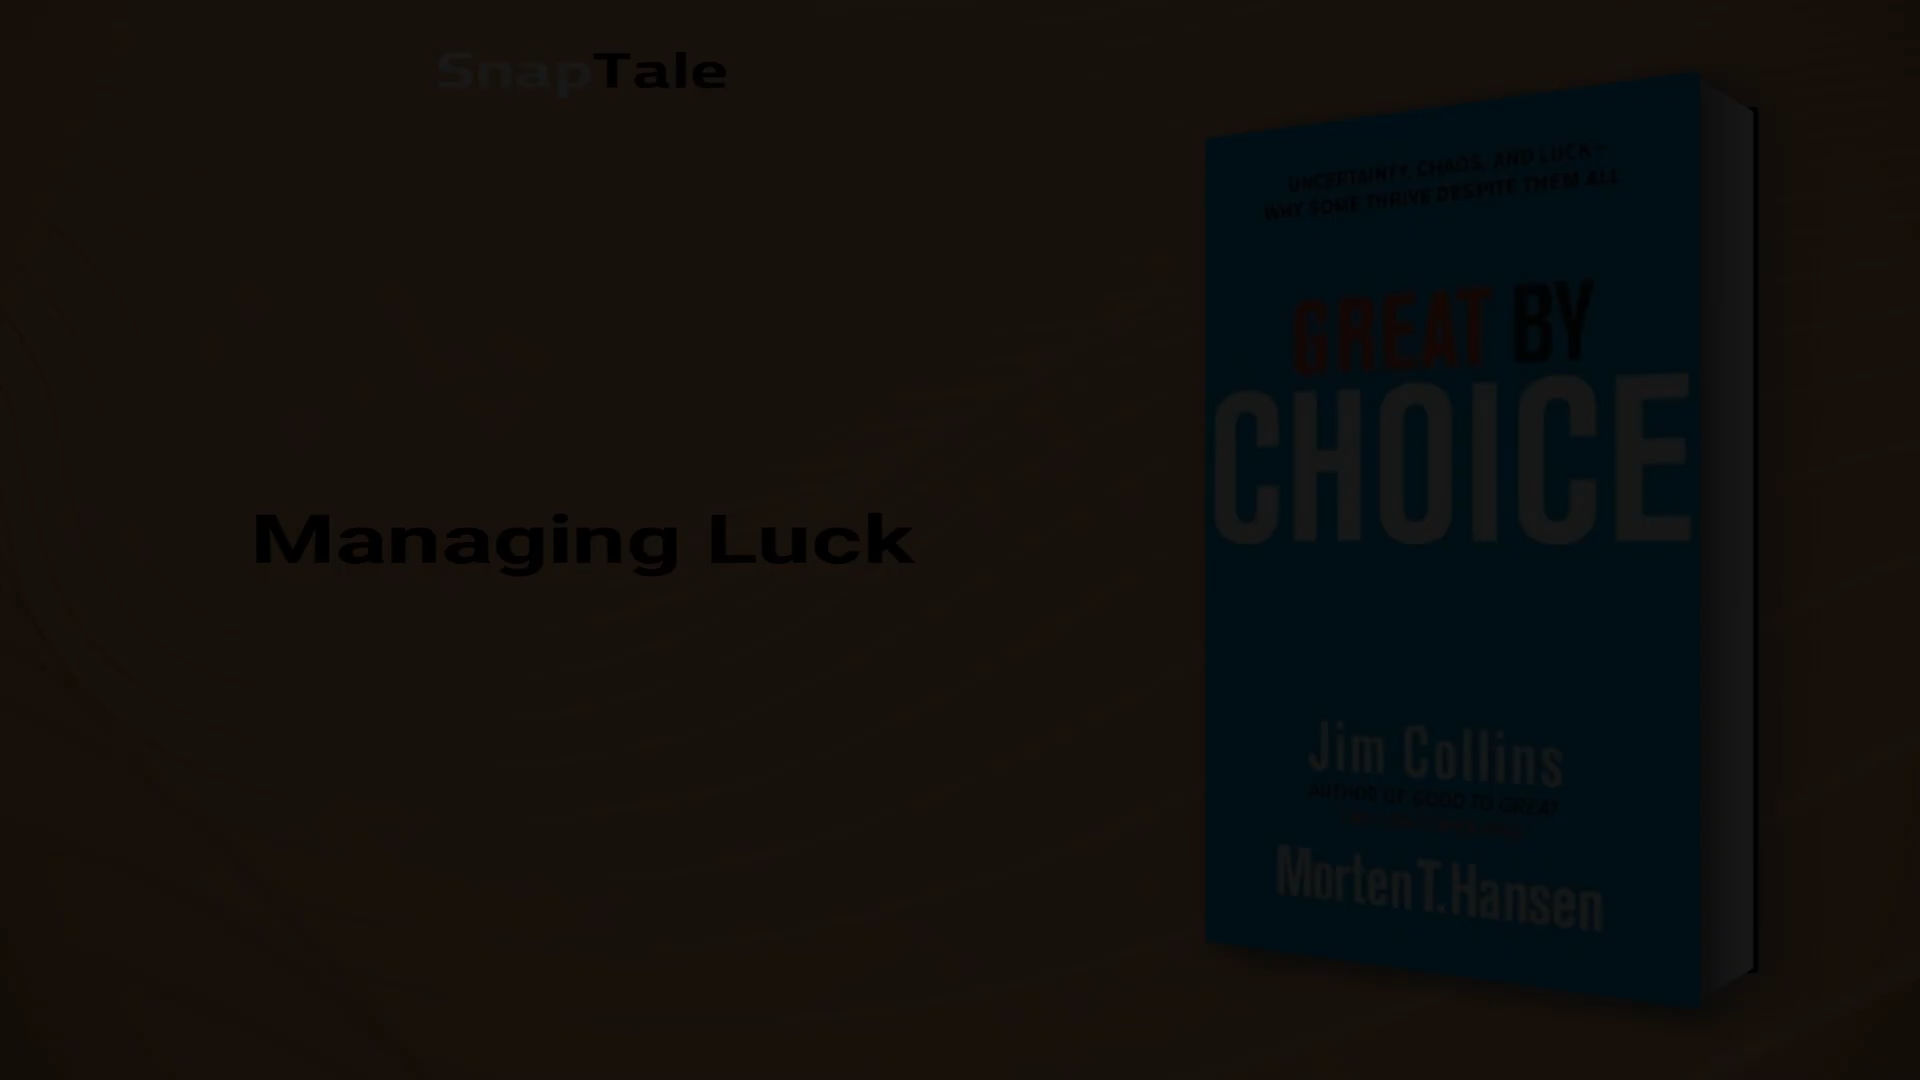 SnapTale
Managing Luck
UNCERTAINTY, CHAOS, AND LUCK—
WHY SOME THRIVE DESPITE THEM ALL
GREAT BY
CHOICE
Jim Collins
AUTHOR OF GOOD TO GREAT
Morten T. Hansen